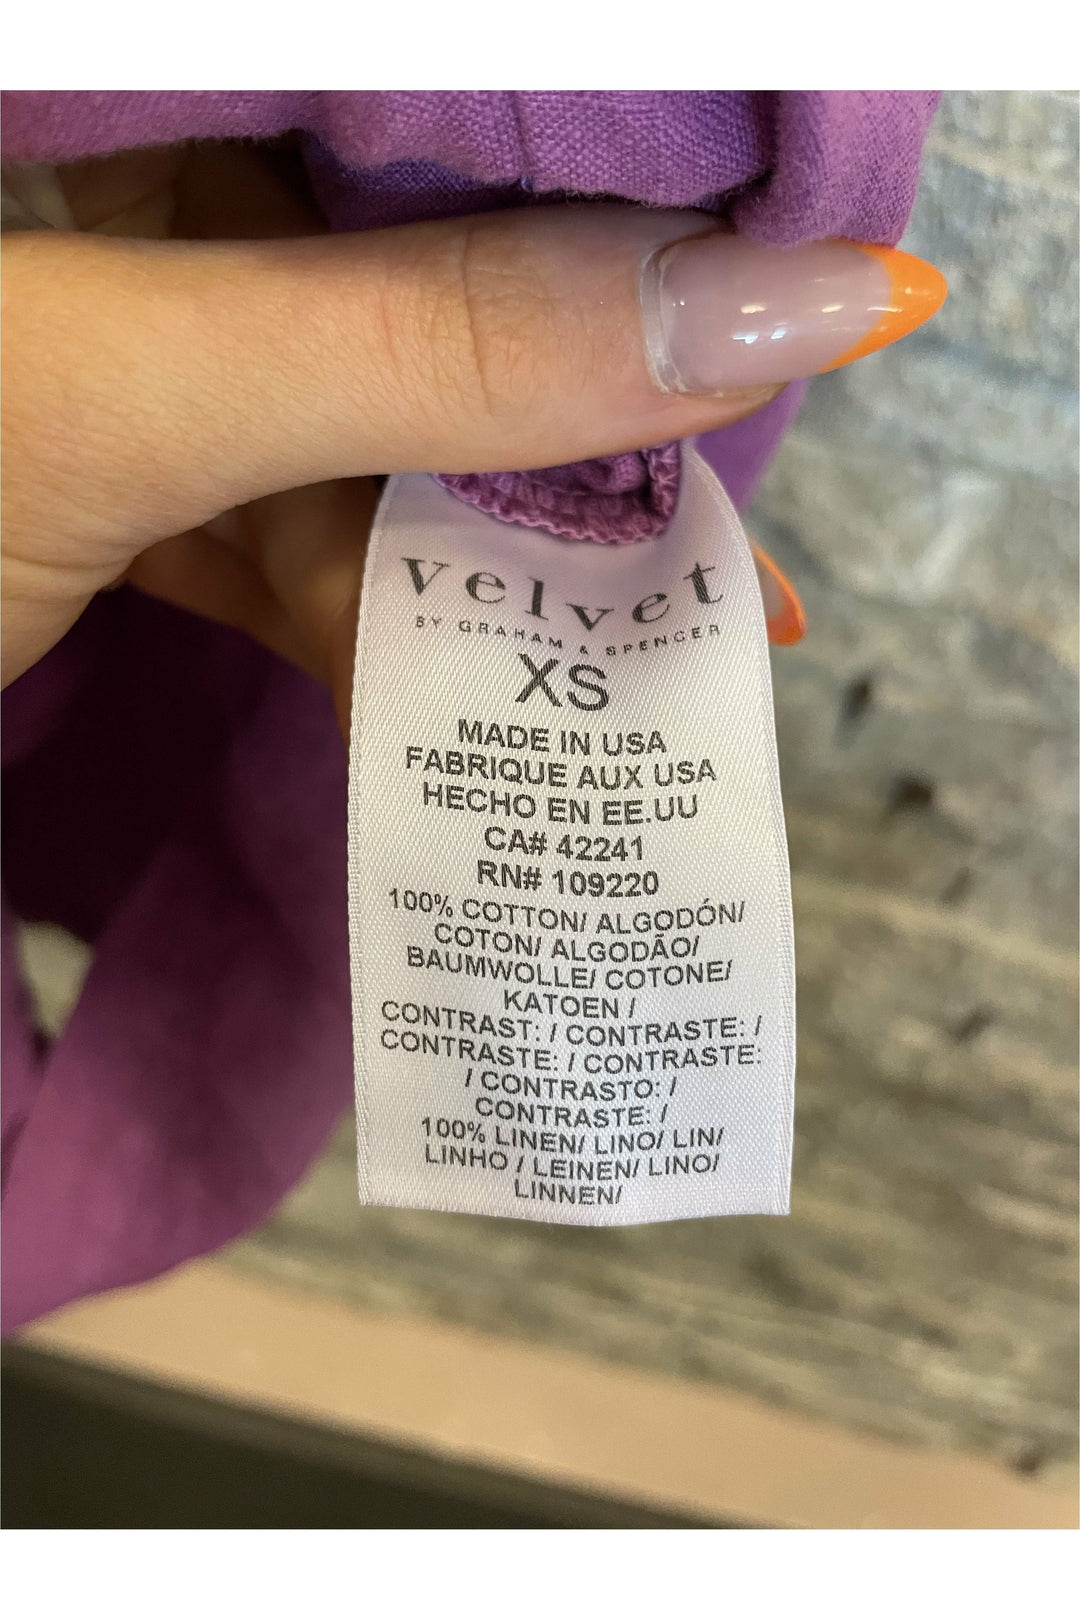 velvet
BY GRAHAM & SPENCER
XS
MADE IN USA
FABRIQUE AUX USA
HECHO EN EE.UU
CA# 42241
RN# 109220
100% COTTON/ ALGODÓN/
COTON/ ALGODÃO/
BAUMWOLLE/ COTONE/
KATOEN /
CONTRAST: / CONTRASTE: /
CONTRASTE: / CONTRASTE:
/ CONTRASTO: /
CONTRASTE: /
100% LINEN/ LINO/ LIN/
LINHO / LEINEN/ LINO/
LINNEN/